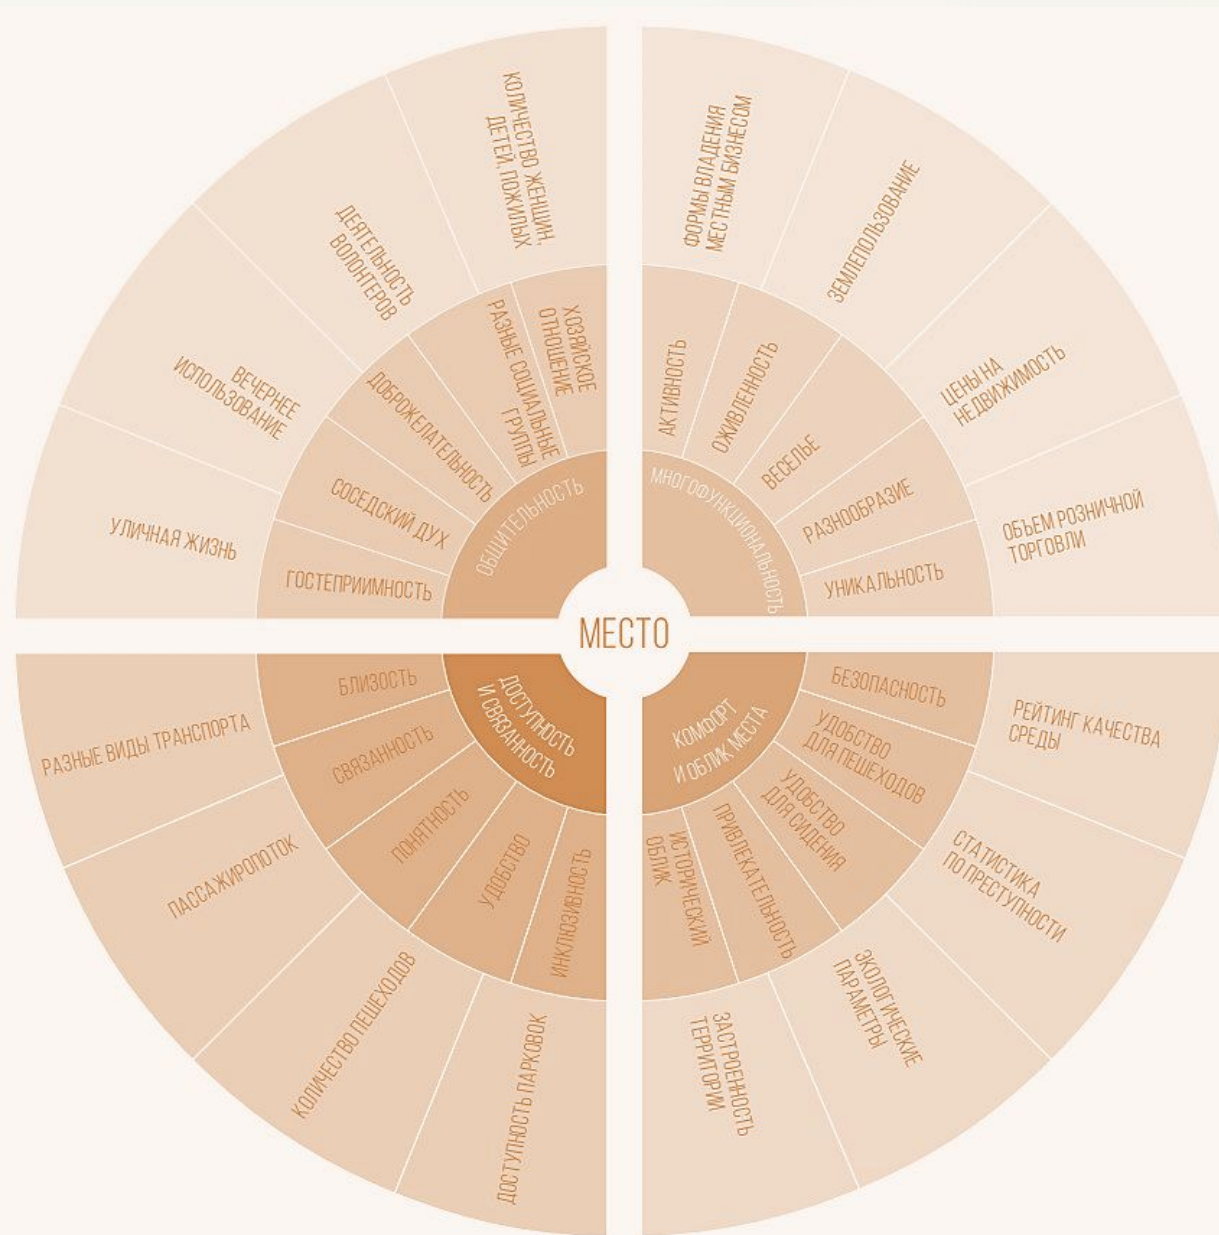 КОЛИЧЕСТВО ЖЕНЩИН,
ДЕТЕЙ, ПОЖИЛЫХ
ДЕЯТЕЛЬНОСТЬ
ВОЛОНТЕРОВ
ВЕЧЕРНЕЕ
ИСПОЛЬЗОВАНИЕ
УЛИЧНАЯ ЖИЗНЬ
ХОЗЯЙСКОЕ
ОТНОШЕНИЕ
РАЗНЫЕ СОЦИАЛЬНЫЕ
ГРУППЫ
ДОБРОЖЕЛАТЕЛЬНОСТЬ
СОСЕДСКИЙ ДУХ
ГОСТЕПРИИМНОСТЬ
ОБЩИТЕЛЬНОСТЬ
ФОРМЫ ВЛАДЕНИЯ
МЕСТНЫМ БИЗНЕСОМ
ЗЕМЛЕПОЛЬЗОВАНИЕ
ЦЕНЫ НА
НЕДВИЖИМОСТЬ
ОБЪЕМ РОЗНИЧНОЙ
ТОРГОВЛИ
АКТИВНОСТЬ
ОЖИВЛЕННОСТЬ
ВЕСЕЛЬЕ
РАЗНООБРАЗИЕ
УНИКАЛЬНОСТЬ
МНОГОФУНКЦИОНАЛЬНОСТЬ
МЕСТО
ДОСТУПНОСТЬ
И СВЯЗАННОСТЬ
БЛИЗОСТЬ
СВЯЗАННОСТЬ
ПОНЯТНОСТЬ
УДОБСТВО
ИНКЛЮЗИВНОСТЬ
РАЗНЫЕ ВИДЫ ТРАНСПОРТА
ПАССАЖИРОПОТОК
КОЛИЧЕСТВО ПЕШЕХОДОВ
ДОСТУПНОСТЬ ПАРКОВОК
КОМФОРТ
И ОБЛИК МЕСТА
БЕЗОПАСНОСТЬ
УДОБСТВО
ДЛЯ ПЕШЕХОДОВ
УДОБСТВО
ДЛЯ СИДЕНИЯ
ПРИВЛЕКАТЕЛЬНОСТЬ
ИСТОРИЧЕСКИЙ
ОБЛИК
РЕЙТИНГ КАЧЕСТВА
СРЕДЫ
СТАТИСТИКА
ПО ПРЕСТУПНОСТИ
ЭКОЛОГИЧЕСКИЕ
ПАРАМЕТРЫ
ЗАСТРОЕННОСТЬ
ТЕРРИТОРИИ